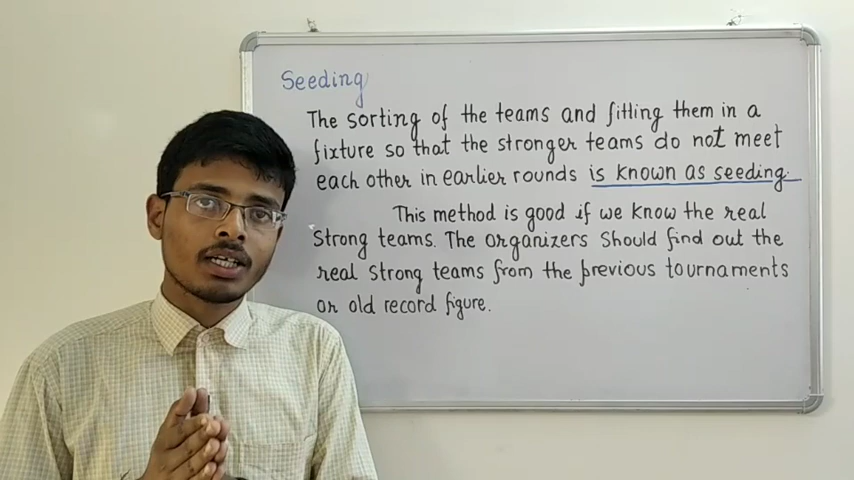 Seeding
The sorting of the teams and fitting them in a
fixture so that the stronger teams do not meet
each other in earlier rounds is known as seeding.
This method is good if we know the real
Strong teams. The organizers Should find out the
real Strong teams from the previous tournaments
or old record figure.